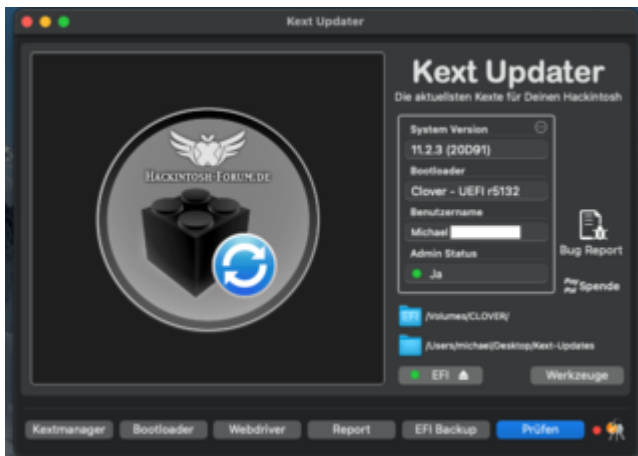 Kext Updater
Kext Updater
Die aktuellsten Kexte für Deinen Hackintosh
System Version
11.2.3 (20D91)
Bootloader
Clover - UEFI r5132
Benutzername
Michael
Admin Status
Ja
HACKINTOSH-FORUM.DE
Bug Report
PayPal Spende
EFI /Volumes/CLOVER/
/Users/michael/Desktop/Kext-Updates
EFI
Werkzeuge
Kextmanager
Bootloader
Webdriver
Report
EFI Backup
Prüfen